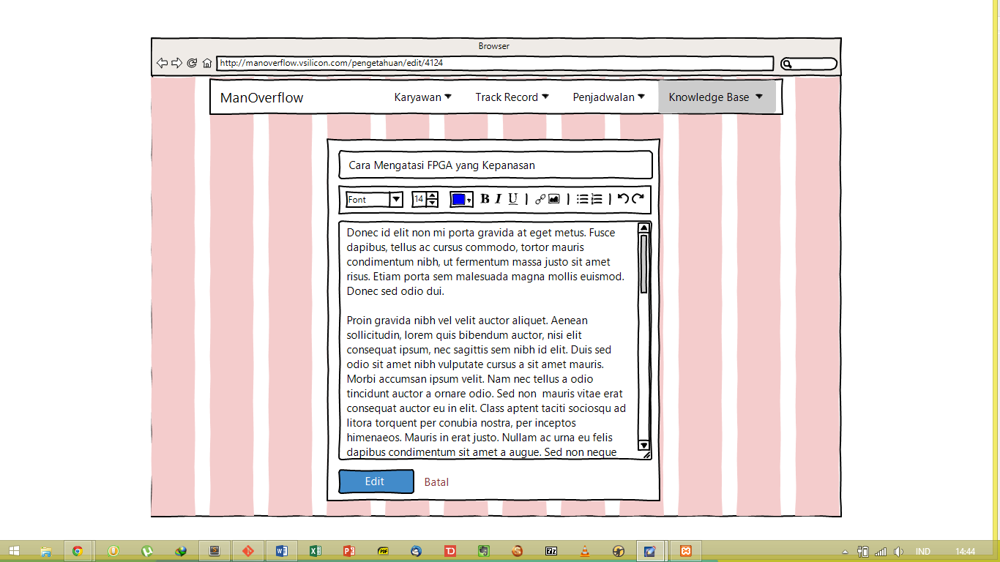 Browser
http://manoverflow.vsilicon.com/pengetahuan/edit/4124
ManOverflow Karyawan Track Record Penjadwalan Knowledge Base
Cara Mengatasi FPGA yang Kepanasan
Font 14 B I U
Donec id elit non mi porta gravida at eget metus. Fusce
dapibus, tellus ac cursus commodo, tortor mauris
condimentum nibh, ut fermentum massa justo sit amet
risus. Etiam porta sem malesuada magna mollis euismod.
Donec sed odio dui.
Proin gravida nibh vel velit auctor aliquet. Aenean
sollicitudin, lorem quis bibendum auctor, nisi elit
consequat ipsum, nec sagittis sem nibh id elit. Duis sed
odio sit amet nibh vulputate cursus a sit amet mauris.
Morbi accumsan ipsum velit. Nam nec tellus a odio
tincidunt auctor a ornare odio. Sed non  mauris vitae erat
consequat auctor eu in elit. Class aptent taciti sociosqu ad
litora torquent per conubia nostra, per inceptos
himenaeos. Mauris in erat justo. Nullam ac urna eu felis
dapibus condimentum sit amet a augue. Sed non neque
Edit Batal
PDF 7z IND 14:44